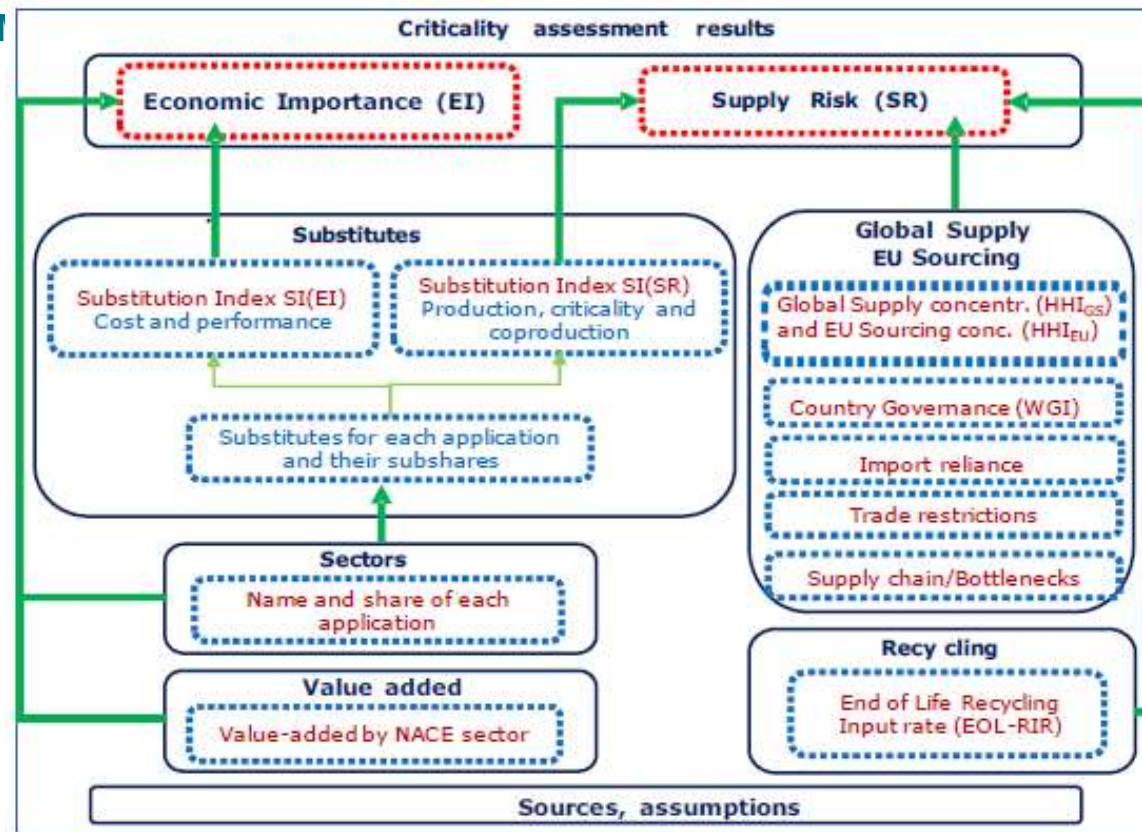 Criticality assessment results
Economic Importance (EI)
Supply Risk (SR)
Substitutes
Substitution Index SI(EI)
Cost and performance
Substitution Index SI(SR)
Production, criticality and
coproduction
Substitutes for each application
and their subshares
Global Supply
EU Sourcing
Global Supply concentr. (HHIGS)
and EU Sourcing conc. (HHIEU)
Country Governance (WGI)
Import reliance
Trade restrictions
Supply chain/Bottlenecks
Sectors
Name and share of each
application
Value added
Value-added by NACE sector
Recy cling
End of Life Recycling
Input rate (EOL-RIR)
Sources, assumptions